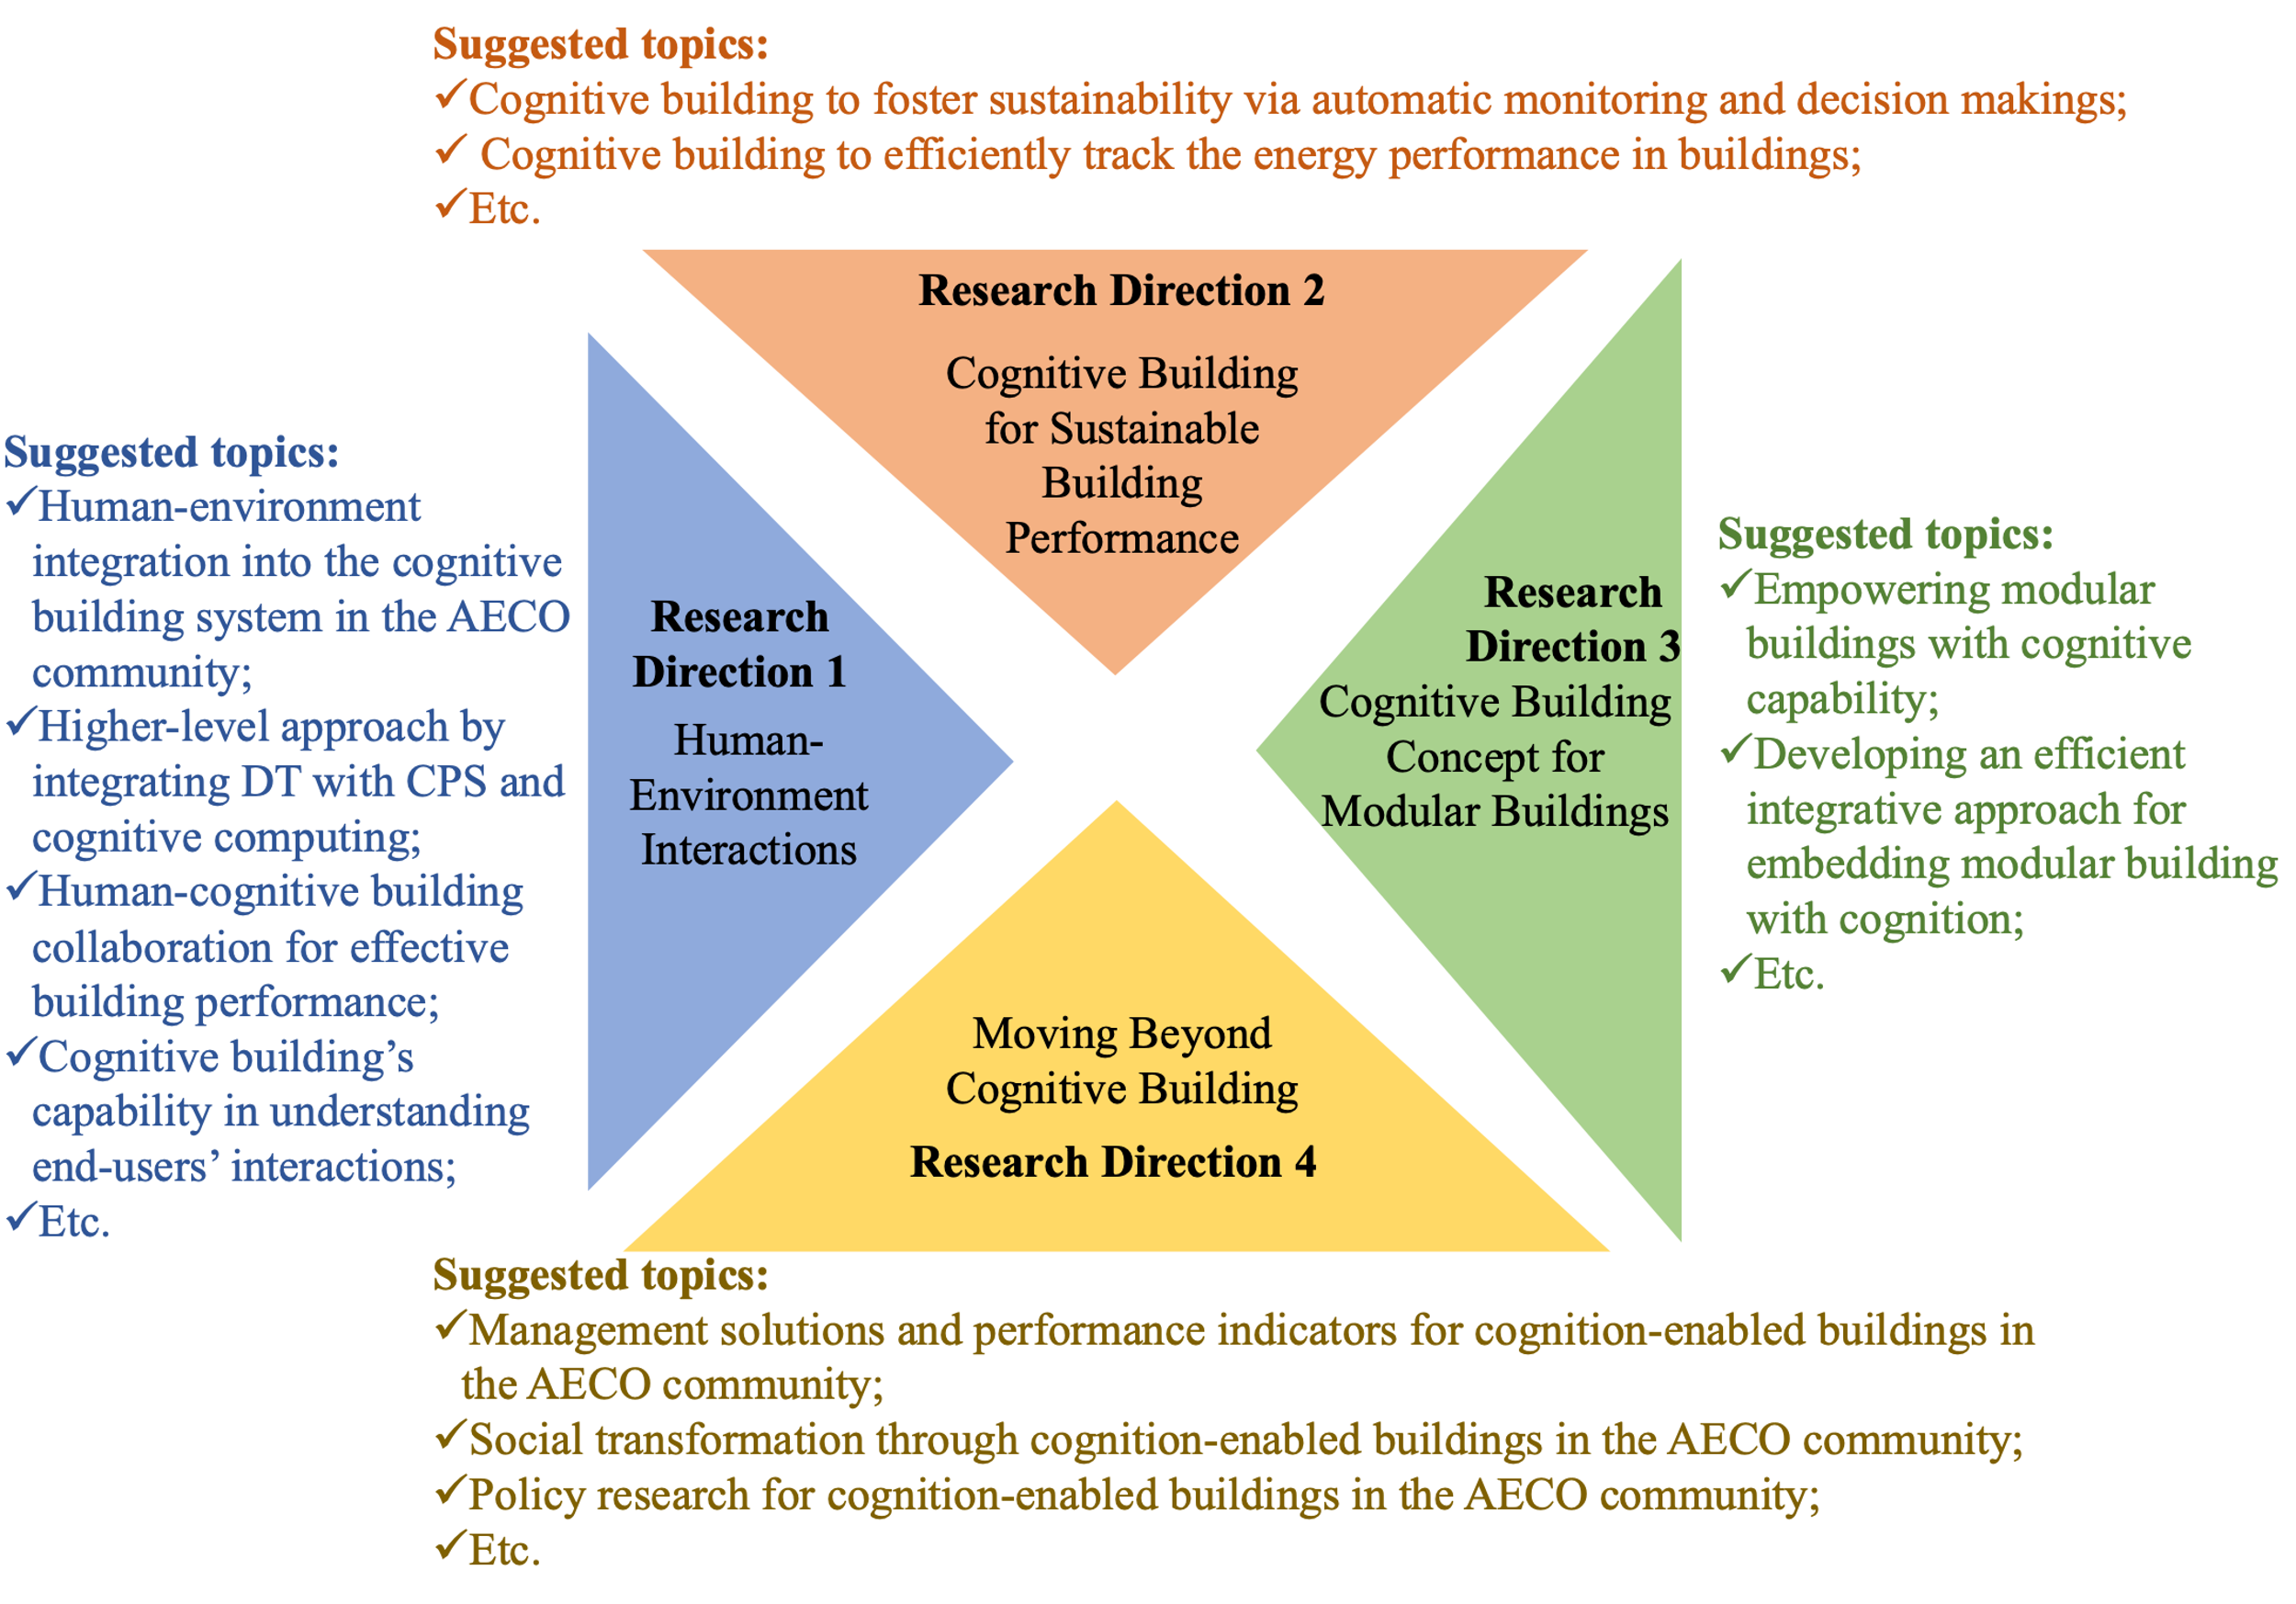 Suggested topics:
✓Cognitive building to foster sustainability via automatic monitoring and decision makings;
✓ Cognitive building to efficiently track the energy performance in buildings;
✓Etc.
Research Direction 2
Cognitive Building
for Sustainable
Building
Performance
Suggested topics:
✓Human-environment
integration into the cognitive
building system in the AECO
community;
✓Higher-level approach by
integrating DT with CPS and
cognitive computing;
✓Human-cognitive building
collaboration for effective
building performance;
✓Cognitive building’s
capability in understanding
end-users’ interactions;
✓Etc.
Research
Direction 1
Human-
Environment
Interactions
Research
Direction 3
Cognitive Building
Concept for
Modular Buildings
Suggested topics:
✓Empowering modular
buildings with cognitive
capability;
✓Developing an efficient
integrative approach for
embedding modular building
with cognition;
✓Etc.
Moving Beyond
Cognitive Building
Research Direction 4
Suggested topics:
✓Management solutions and performance indicators for cognition-enabled buildings in
the AECO community;
✓Social transformation through cognition-enabled buildings in the AECO community;
✓Policy research for cognition-enabled buildings in the AECO community;
✓Etc.